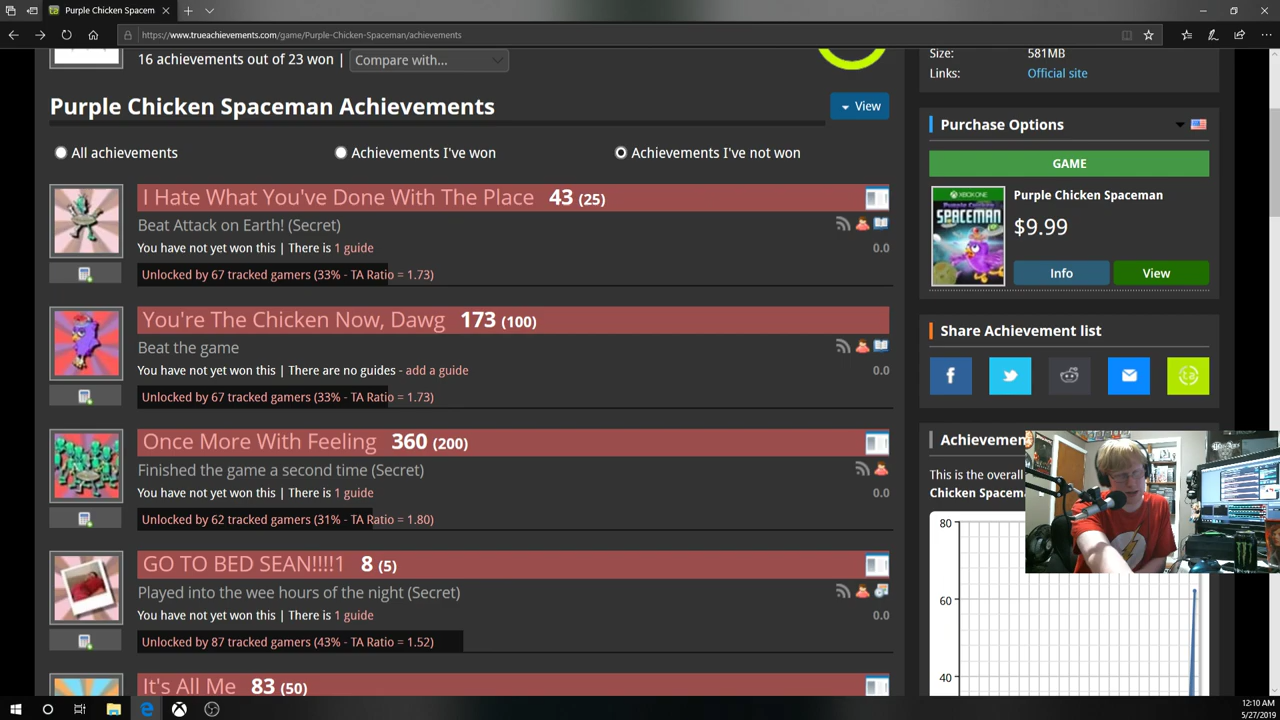 Purple Chicken Spacem
https://www.trueachievements.com/game/Purple-Chicken-Spaceman/achievements
16 achievements out of 23 won | Compare with...
Purple Chicken Spaceman Achievements
View
All achievements
Achievements I've won
Achievements I've not won
I Hate What You've Done With The Place 43 (25)
Beat Attack on Earth! (Secret)
You have not yet won this | There is 1 guide
0.0
Unlocked by 67 tracked gamers (33% - TA Ratio = 1.73)
You're The Chicken Now, Dawg 173 (100)
Beat the game
You have not yet won this | There are no guides - add a guide
0.0
Unlocked by 67 tracked gamers (33% - TA Ratio = 1.73)
Once More With Feeling 360 (200)
Finished the game a second time (Secret)
You have not yet won this | There is 1 guide
0.0
Unlocked by 62 tracked gamers (31% - TA Ratio = 1.80)
GO TO BED SEAN!!!!1 8 (5)
Played into the wee hours of the night (Secret)
You have not yet won this | There is 1 guide
0.0
Unlocked by 87 tracked gamers (43% - TA Ratio = 1.52)
It's All Me 83 (50)
Size: 581MB
Links: Official site
Purchase Options
GAME
XBOX ONE
PURPLE CHICKEN
SPACEMAN
Purple Chicken Spaceman
$9.99
Info
View
Share Achievement list
Achievemen
This is the overall
Chicken Spacem
80
60
40
12:10 AM
5/27/2019